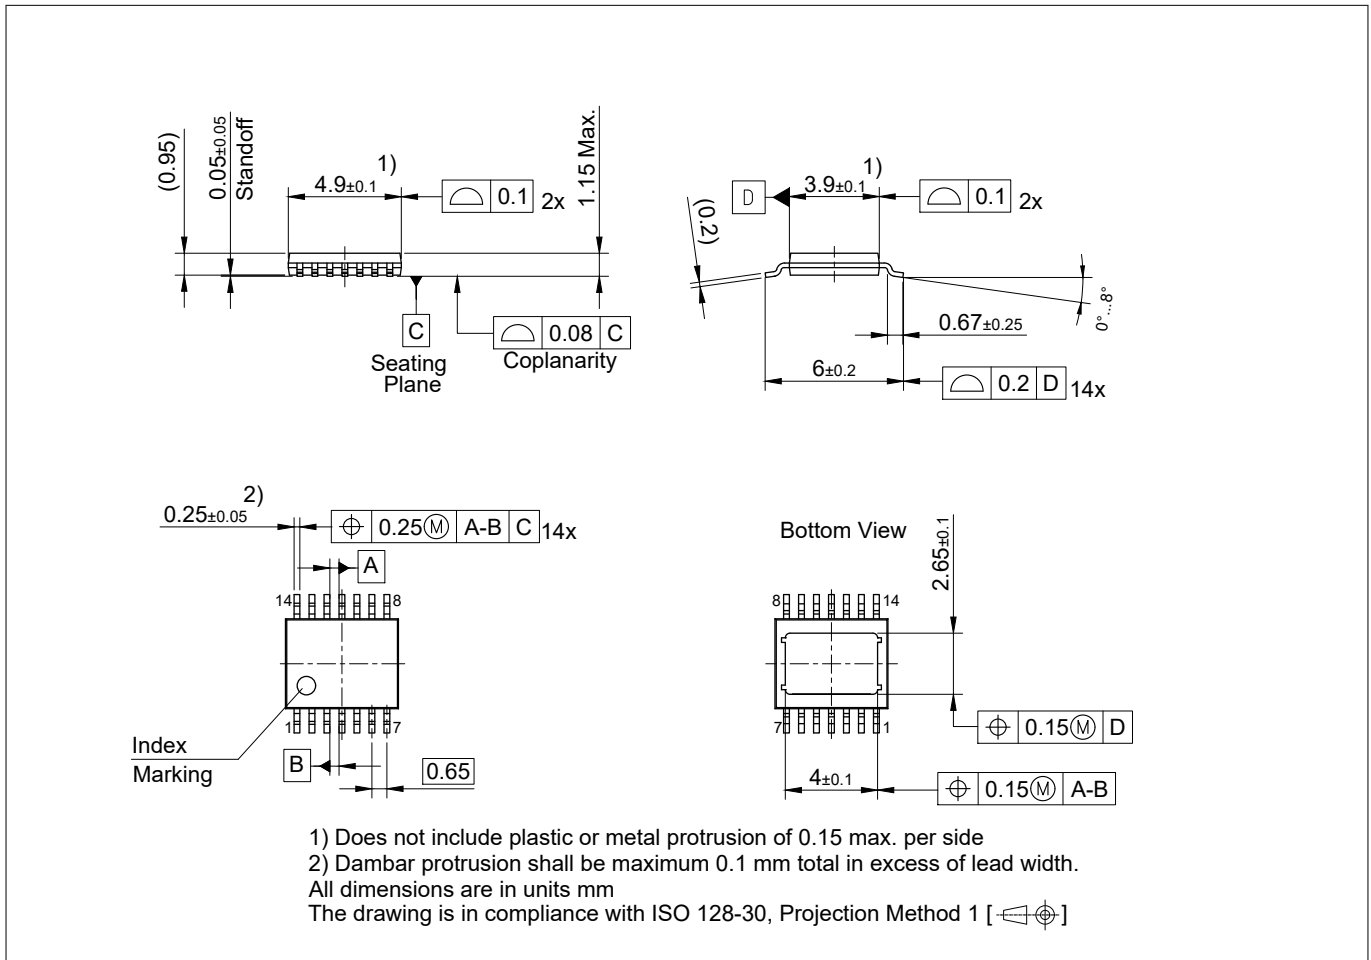 (0.95)
0.05±0.05
Standoff
1)
4.9±0.1
0.1
2x
1.15 Max.
C
Seating
Plane
0.08 C
Coplanarity
D
(0.2)
1)
3.9±0.1
0.1
2x
0°...8°
0.67±0.25
6±0.2
0.2 D
14x
2)
0.25±0.05
0.25Ⓜ A-B C
14x
A
14
8
1
7
Index
Marking
B
0.65
Bottom View
2.65±0.1
8
14
7
1
0.15Ⓜ D
4±0.1
0.15Ⓜ A-B
1) Does not include plastic or metal protrusion of 0.15 max. per side
2) Dambar protrusion shall be maximum 0.1 mm total in excess of lead width.
All dimensions are in units mm
The drawing is in compliance with ISO 128-30, Projection Method 1 [ ]